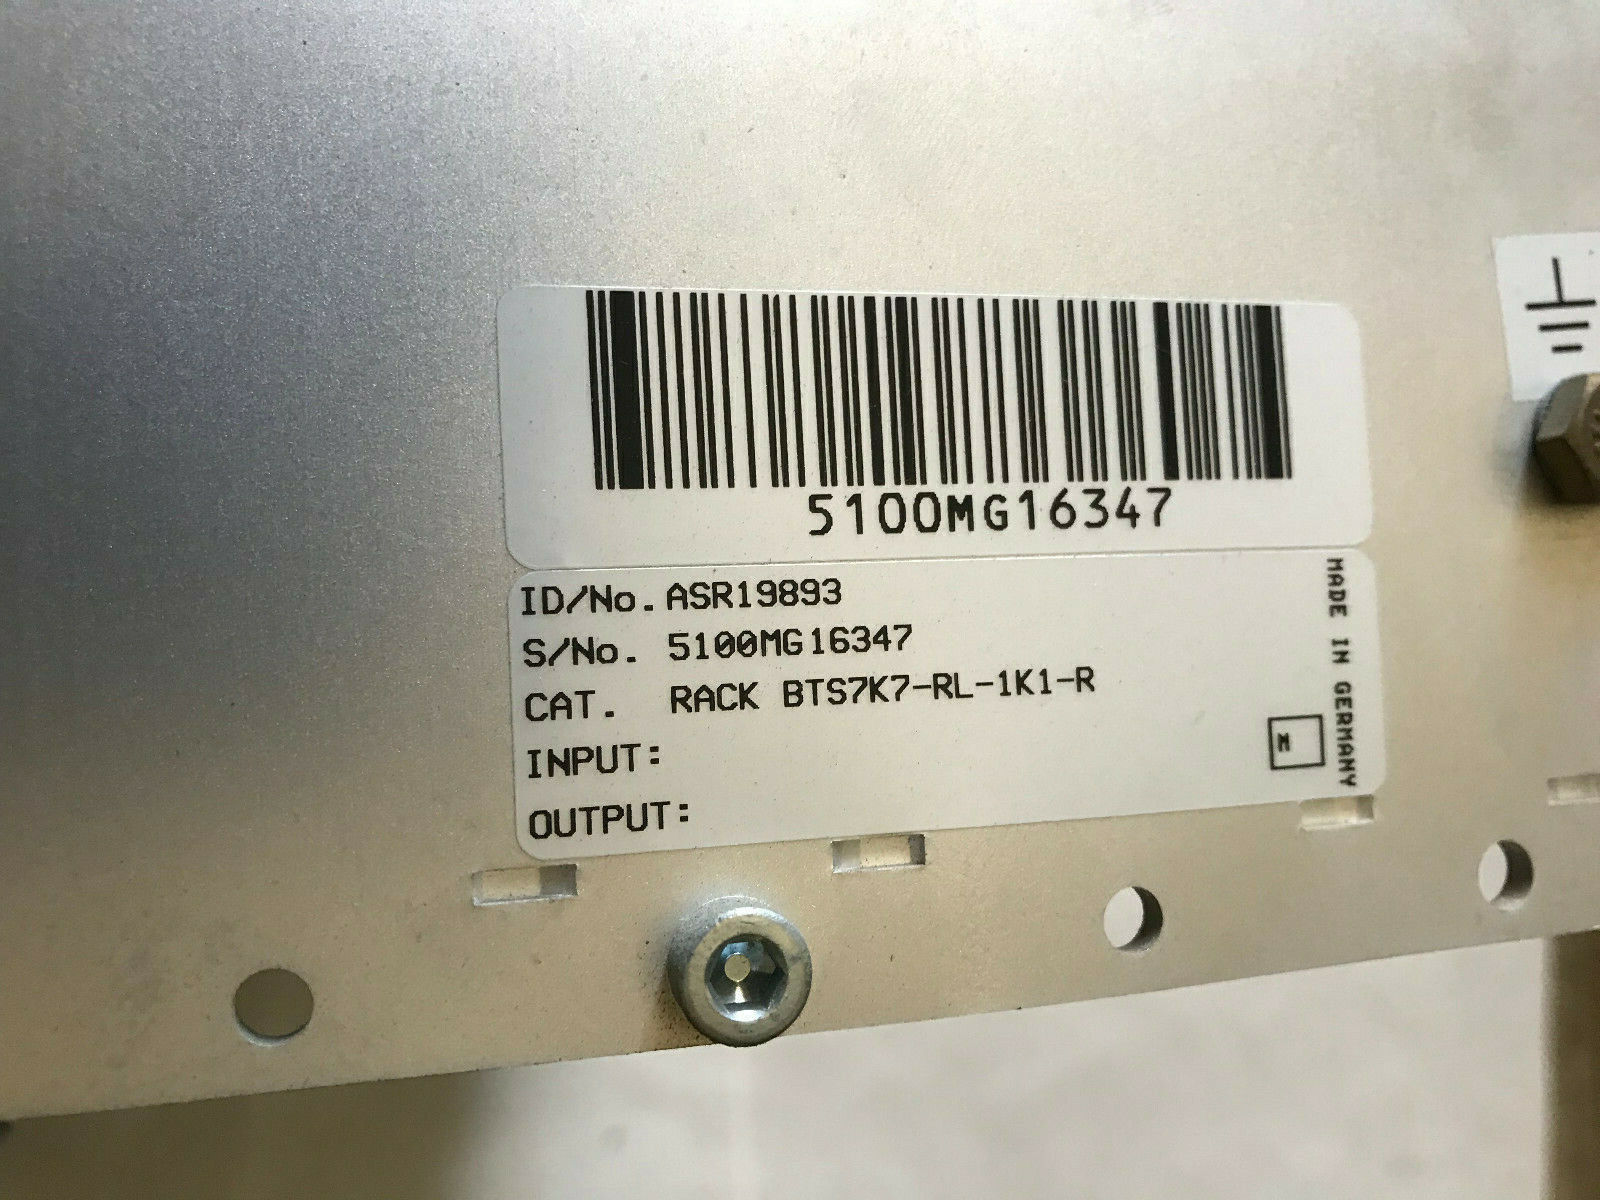 5100MG16347
ID/No. ASR19893
S/No. 5100MG16347
CAT. RACK BTS7K7-RL-1K1-R
INPUT:
OUTPUT:
MADE IN GERMANY
M